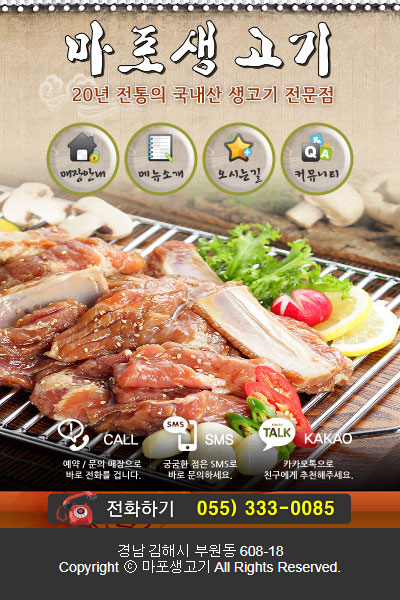 마포생고기
20년 전통의 국내산 생고기 전문점
매장안내 메뉴소개 오시는길 커뮤니티
Q A
SMS TALK
CALL SMS KAKAO
예약 / 문의 매장으로 궁굼한 점은 SMS로 카카오톡으로
바로 전화를 겁니다. 바로 문의하세요. 친구에게 추천해주세요.
전화하기 055) 333-0085
경남 김해시 부원동 608-18
Copyright ⓒ 마포생고기 All Rights Reserved.